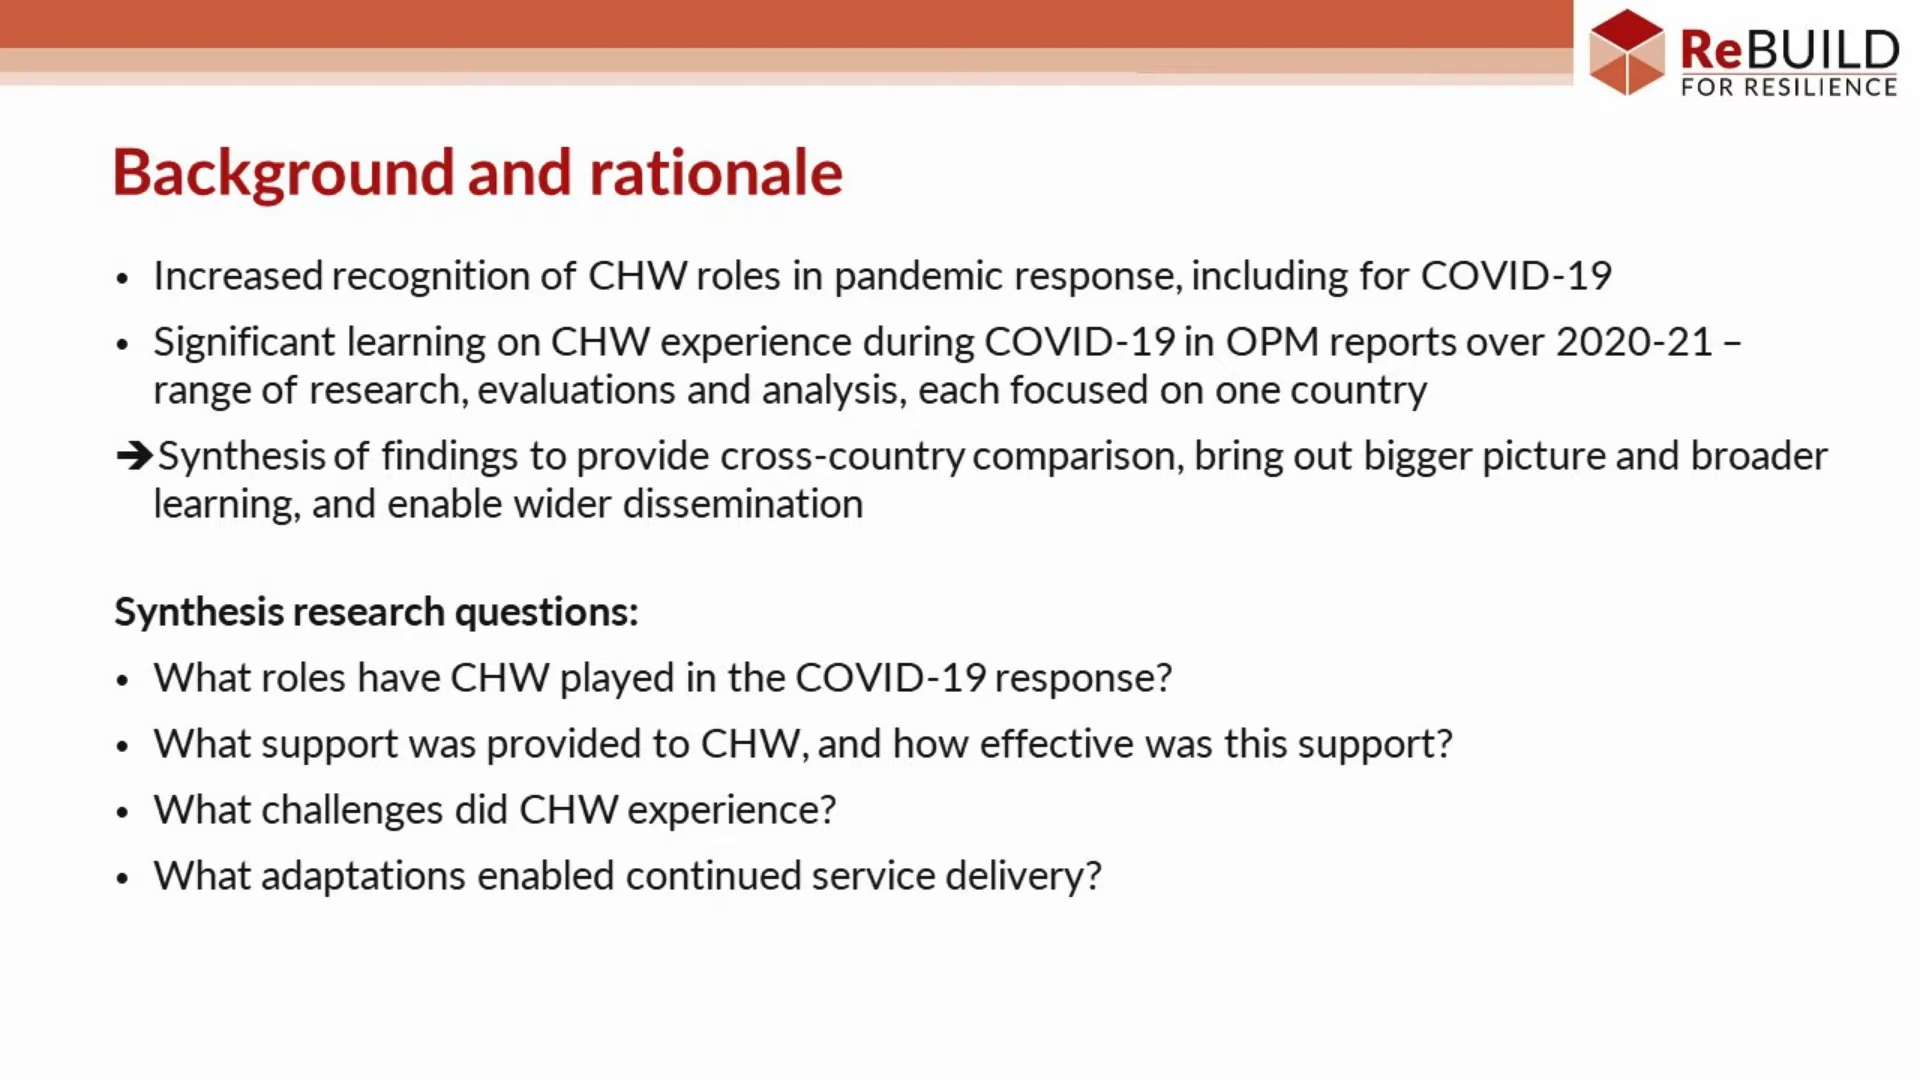 ReBUILD
FOR RESILIENCE
Background and rationale
• Increased recognition of CHW roles in pandemic response, including for COVID-19
• Significant learning on CHW experience during COVID-19 in OPM reports over 2020-21 –
range of research, evaluations and analysis, each focused on one country
➔Synthesis of findings to provide cross-country comparison, bring out bigger picture and broader
learning, and enable wider dissemination
Synthesis research questions:
• What roles have CHW played in the COVID-19 response?
• What support was provided to CHW, and how effective was this support?
• What challenges did CHW experience?
• What adaptations enabled continued service delivery?